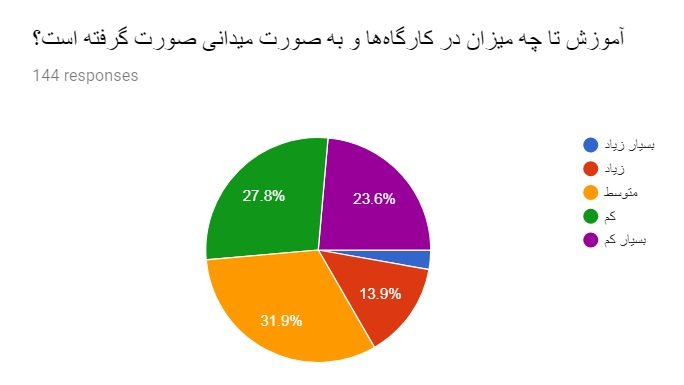 آموزش تا چه میزان در کارگاه‌ها و به صورت میدانی صورت گرفته است؟
144 responses
بسیار زیاد
زیاد
متوسط
کم
بسیار کم
27.8%
23.6%
13.9%
31.9%